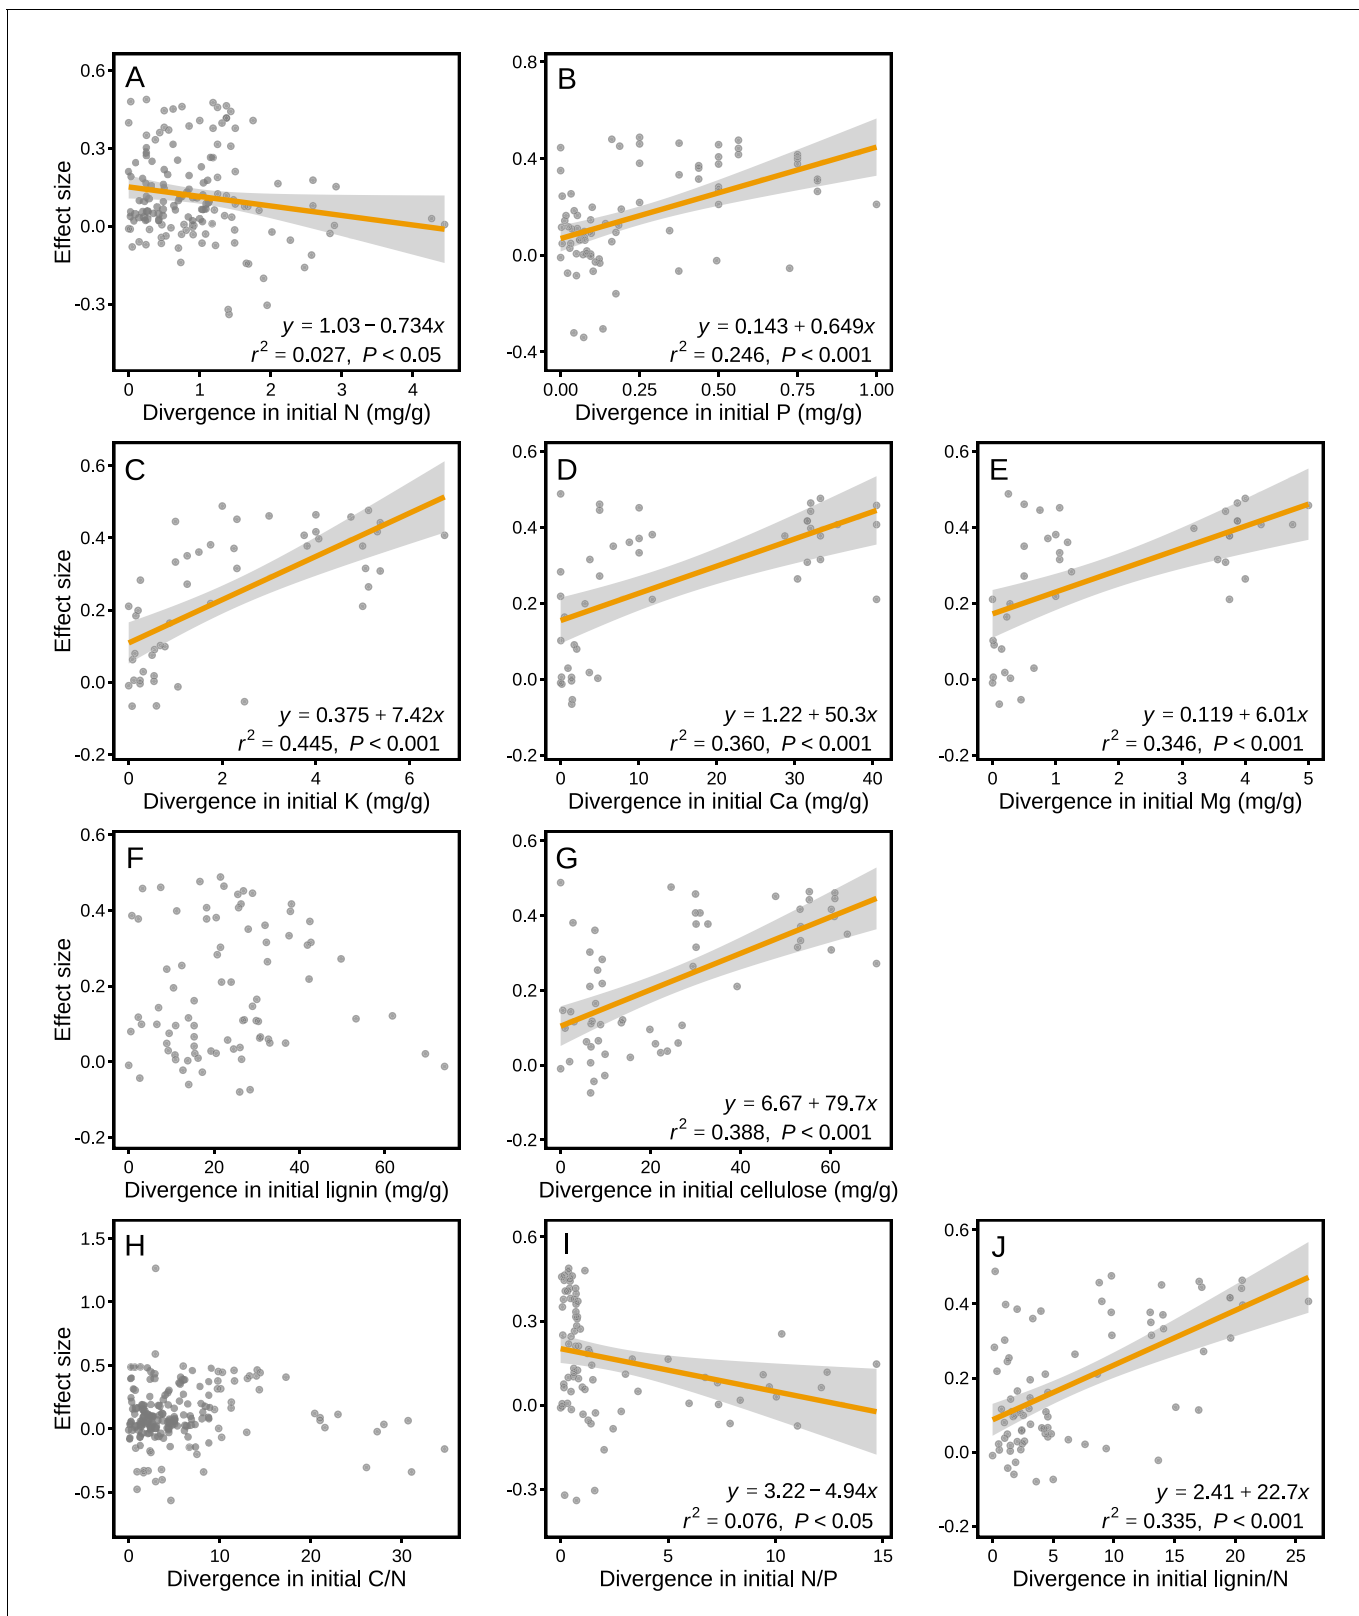 A
0.6
0.3
0.0
-0.3
Effect size
y = 1.03 − 0.734x
r² = 0.027, P < 0.05
0 1 2 3 4
Divergence in initial N (mg/g)
B
0.8
0.4
0.0
-0.4
y = 0.143 + 0.649x
r² = 0.246, P < 0.001
0.00 0.25 0.50 0.75 1.00
Divergence in initial P (mg/g)
C
0.6
0.4
0.2
0.0
-0.2
Effect size
y = 0.375 + 7.42x
r² = 0.445, P < 0.001
0 2 4 6
Divergence in initial K (mg/g)
D
0.6
0.4
0.2
0.0
-0.2
y = 1.22 + 50.3x
r² = 0.360, P < 0.001
0 10 20 30 40
Divergence in initial Ca (mg/g)
E
0.6
0.4
0.2
0.0
-0.2
y = 0.119 + 6.01x
r² = 0.346, P < 0.001
0 1 2 3 4 5
Divergence in initial Mg (mg/g)
F
0.6
0.4
0.2
0.0
-0.2
Effect size
0 20 40 60
Divergence in initial lignin (mg/g)
G
0.6
0.4
0.2
0.0
-0.2
y = 6.67 + 79.7x
r² = 0.388, P < 0.001
0 20 40 60
Divergence in initial cellulose (mg/g)
H
1.5
1.0
0.5
0.0
-0.5
Effect size
0 10 20 30
Divergence in initial C/N
I
0.6
0.3
0.0
-0.3
y = 3.22 − 4.94x
r² = 0.076, P < 0.05
0 5 10 15
Divergence in initial N/P
J
0.6
0.4
0.2
0.0
-0.2
y = 2.41 + 22.7x
r² = 0.335, P < 0.001
0 5 10 15 20 25
Divergence in initial lignin/N